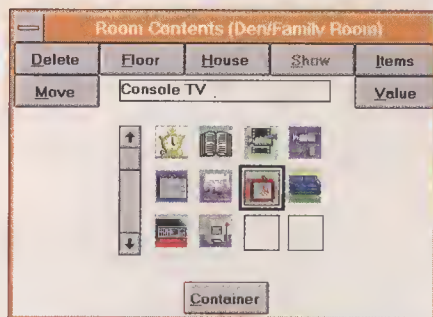 Room Contents (Den/Family Room)
Delete Floor House Show Items
Move Console TV Value
Container